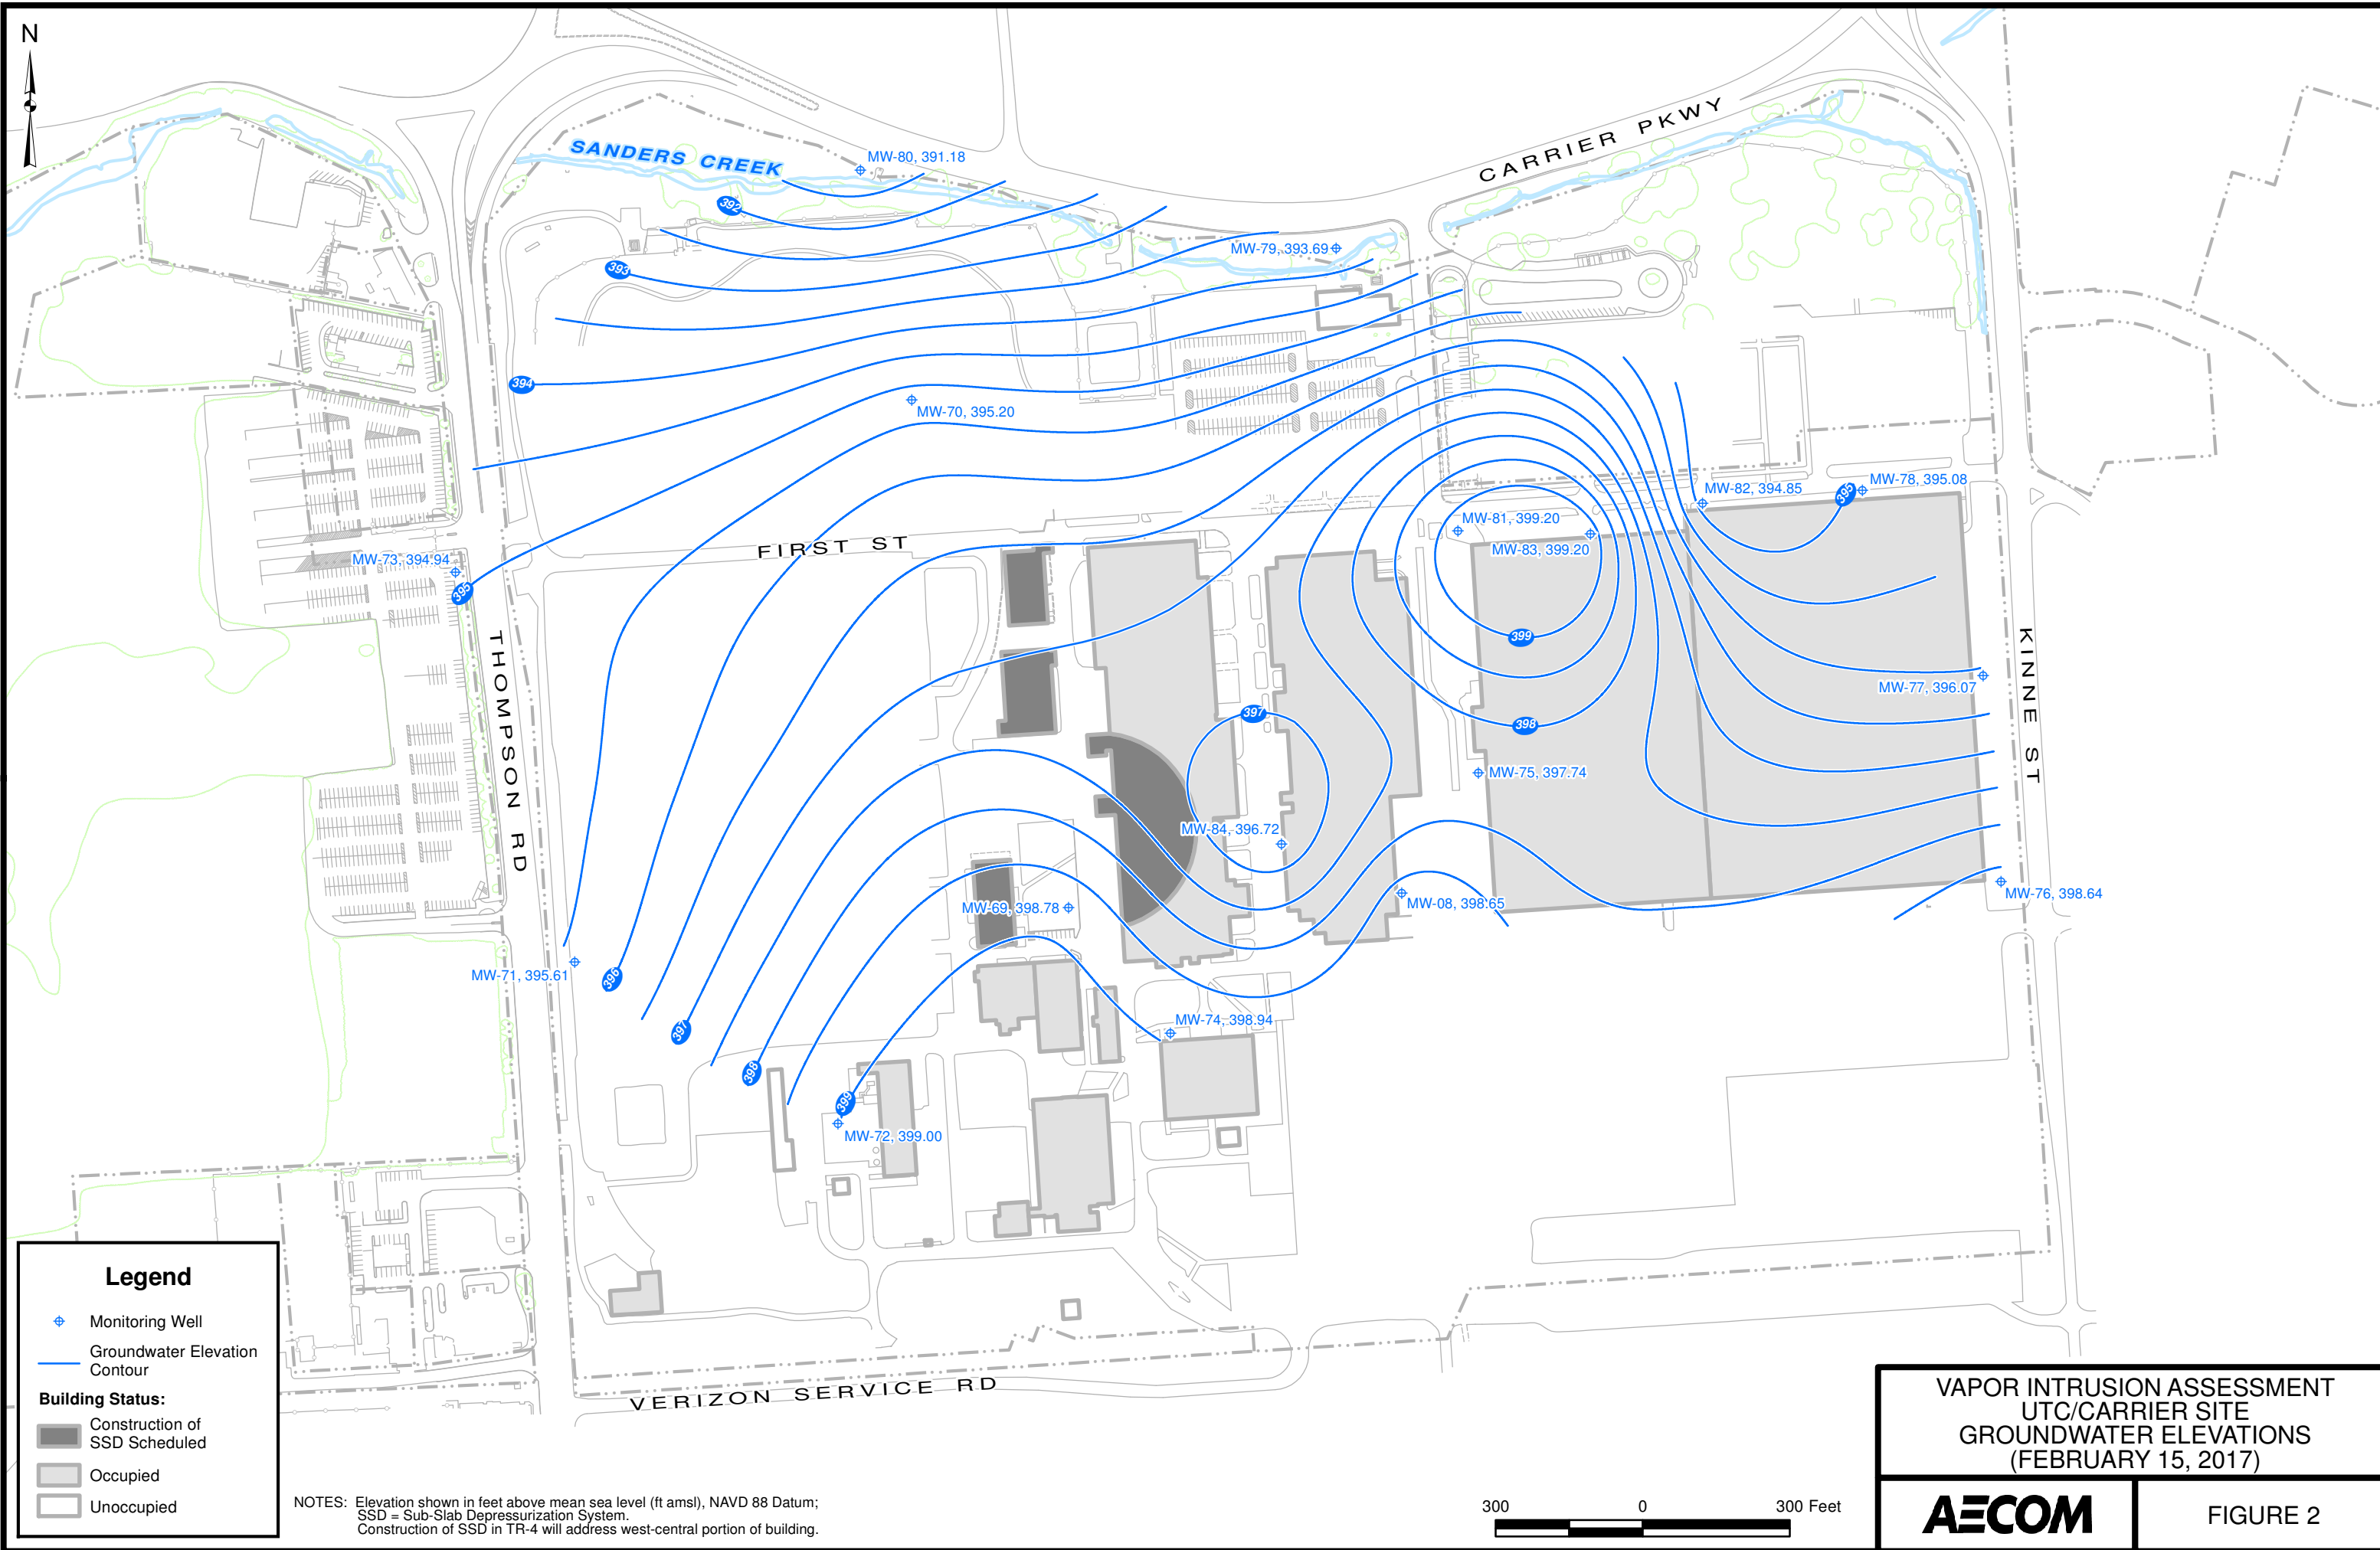 N
SANDERS CREEK
MW-80, 391.18
CARRIER PKWY
392
MW-79, 393.69
393
394
MW-70, 395.20
MW-82, 394.85
395
MW-78, 395.08
MW-81, 399.20
MW-83, 399.20
FIRST ST
MW-73, 394.94
395
THOMPSON RD
399
KINNE ST
MW-77, 396.07
397
398
MW-75, 397.74
MW-84, 396.72
MW-69, 398.78
MW-08, 398.65
MW-76, 398.64
MW-71, 395.61
396
397
MW-74, 398.94
398
399
MW-72, 399.00
VERIZON SERVICE RD
Legend
Monitoring Well
Groundwater Elevation
Contour
Building Status:
Construction of
SSD Scheduled
Occupied
Unoccupied
NOTES: Elevation shown in feet above mean sea level (ft amsl), NAVD 88 Datum;
SSD = Sub-Slab Depressurization System.
Construction of SSD in TR-4 will address west-central portion of building.
300 0 300 Feet
VAPOR INTRUSION ASSESSMENT
UTC/CARRIER SITE
GROUNDWATER ELEVATIONS
(FEBRUARY 15, 2017)
AECOM
FIGURE 2